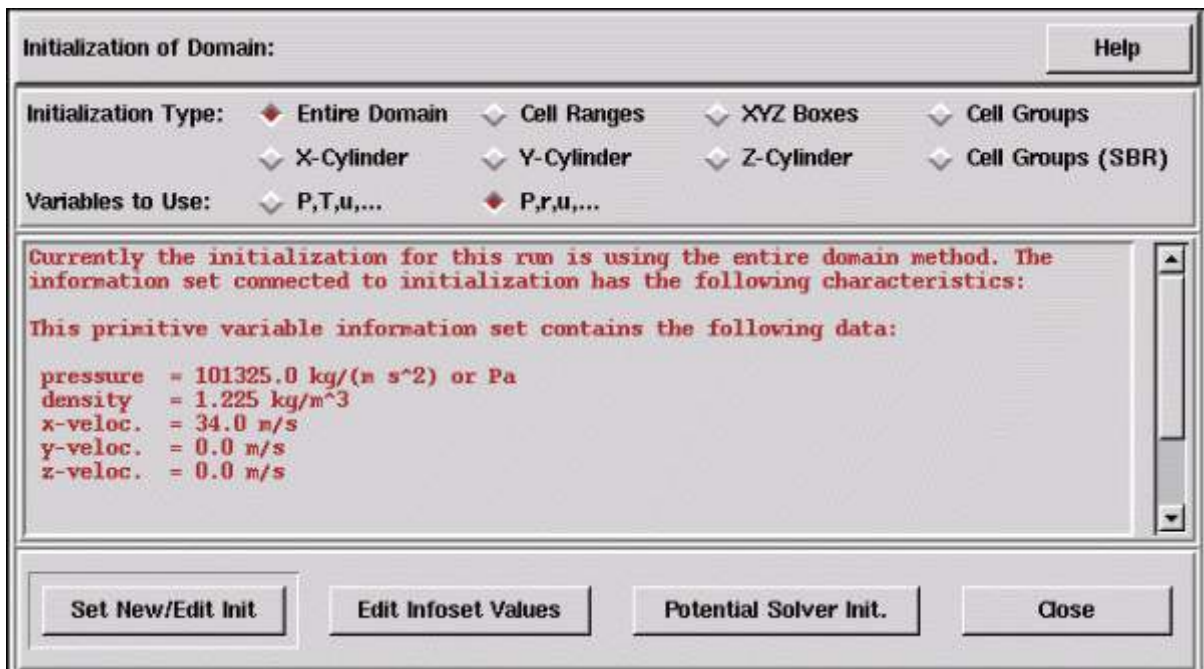 Initialization of Domain: Help
Initialization Type: Entire Domain Cell Ranges XYZ Boxes Cell Groups
X-Cylinder Y-Cylinder Z-Cylinder Cell Groups (SBR)
Variables to Use: P,T,u,... P,r,u,...
Currently the initialization for this run is using the entire domain method. The
information set connected to initialization has the following characteristics:
This primitive variable information set contains the following data:
pressure = 101325.0 kg/(m s^2) or Pa
density = 1.225 kg/m^3
x-veloc. = 34.0 m/s
y-veloc. = 0.0 m/s
z-veloc. = 0.0 m/s
Set New/Edit Init Edit Infoset Values Potential Solver Init. Close